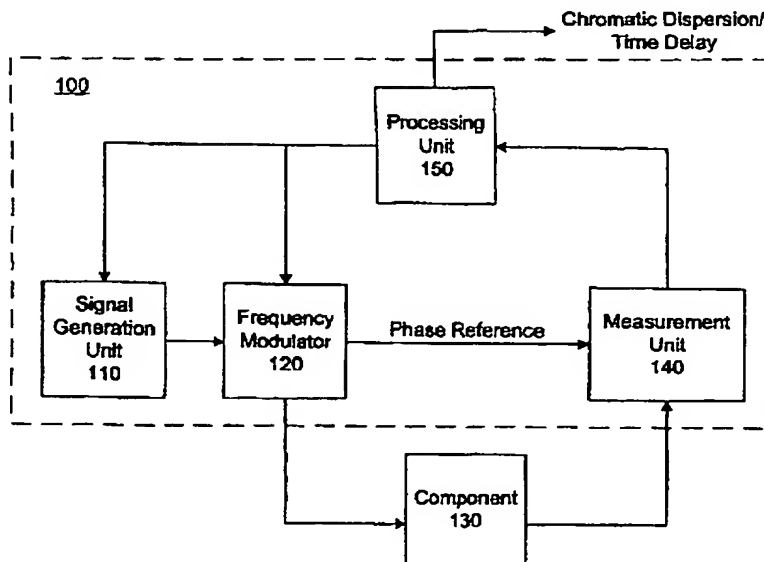 Chromatic Dispersion/
Time Delay
100
Processing
Unit
150
Signal
Generation
Unit
110
Frequency
Modulator
120
Phase Reference
Measurement
Unit
140
Component
130